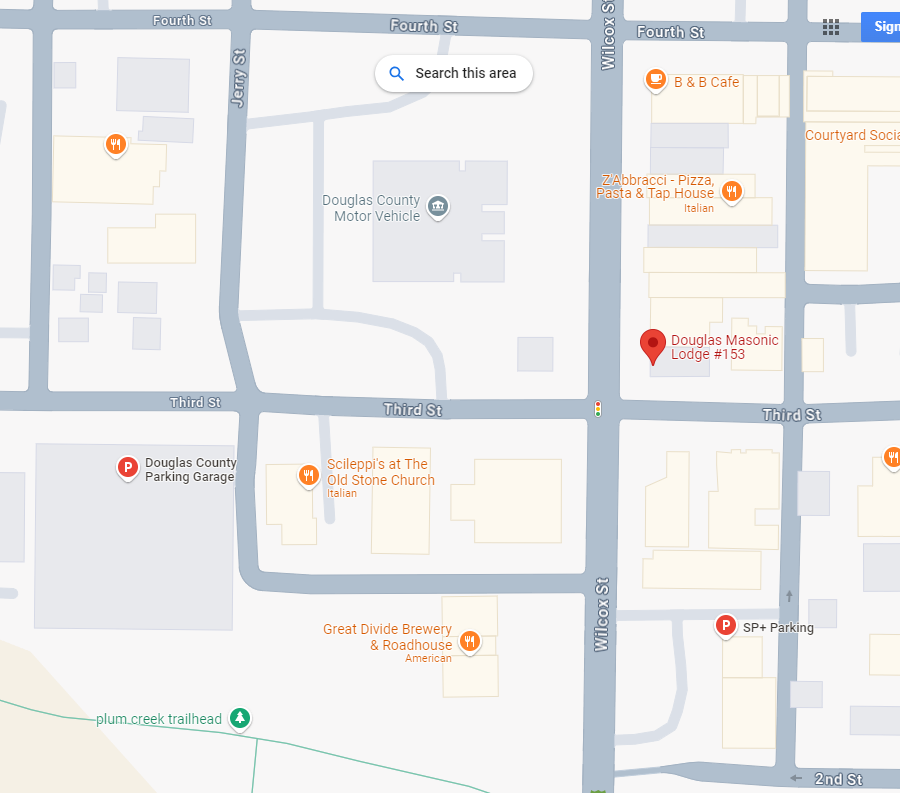 Fourth St
Fourth St
Wilcox St
Fourth St
Sign
Jerry St
Search this area
B & B Cafe
Courtyard Socia
Z'Abbracci - Pizza,
Pasta & Tap House
Italian
Douglas County
Motor Vehicle
Douglas Masonic
Lodge #153
Third St
Third St
Third St
P
Douglas County
Parking Garage
Scileppi's at The
Old Stone Church
Italian
Wilcox St
Great Divide Brewery
& Roadhouse
American
P
SP+ Parking
plum creek trailhead
2nd St